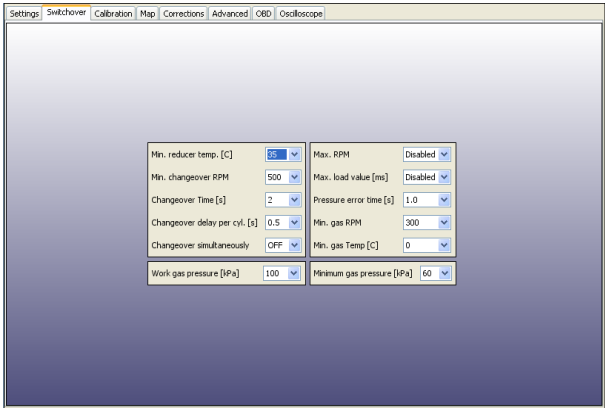 Settings Switchover Calibration Map Corrections Advanced OBD Oscilloscope
Min. reducer temp. [C] 35
Min. changeover RPM 500
Changeover Time [s] 2
Changeover delay per cyl. [s] 0.5
Changeover simultaneously OFF
Work gas pressure [kPa] 100
Max. RPM Disabled
Max. load value [ms] Disabled
Pressure error time [s] 1.0
Min. gas RPM 300
Min. gas Temp [C] 0
Minimum gas pressure [kPa] 60